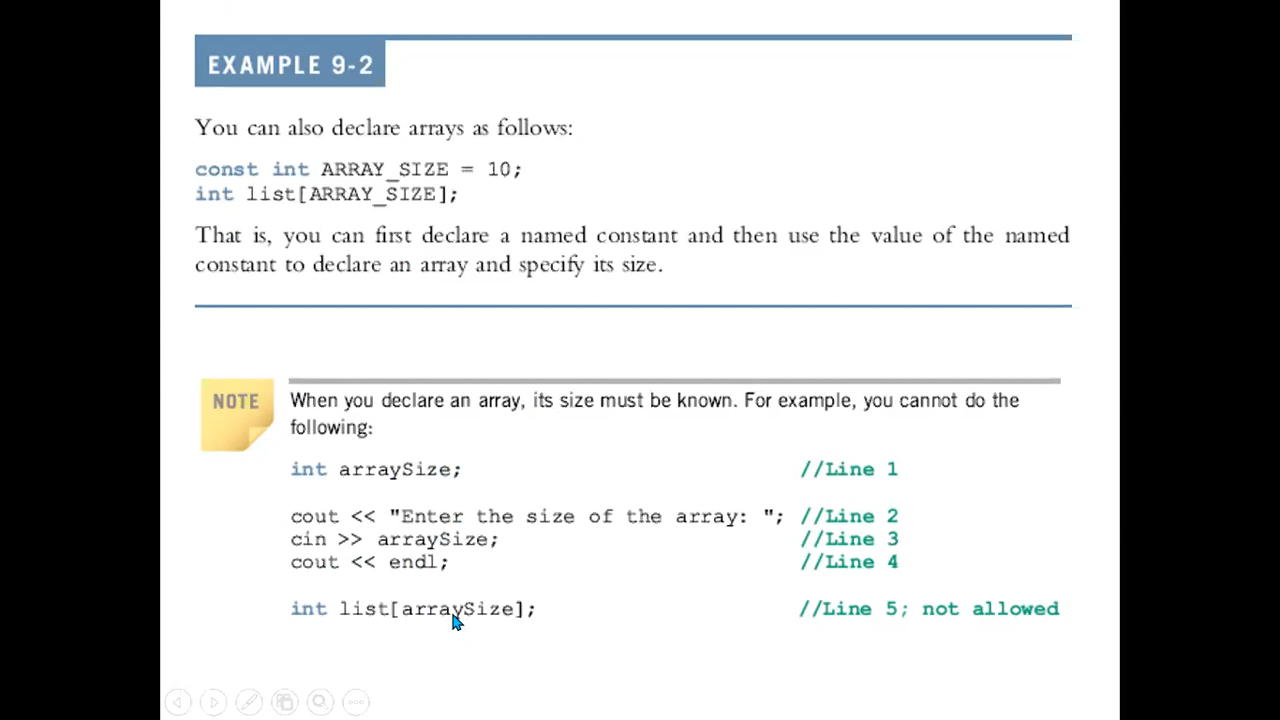 EXAMPLE 9-2
You can also declare arrays as follows:
const int ARRAY_SIZE = 10;
int list[ARRAY_SIZE];
That is, you can first declare a named constant and then use the value of the named
constant to declare an array and specify its size.
NOTE
When you declare an array, its size must be known. For example, you cannot do the
following:
int arraySize; //Line 1
cout << "Enter the size of the array: "; //Line 2
cin >> arraySize; //Line 3
cout << endl; //Line 4
int list[arraySize]; //Line 5; not allowed